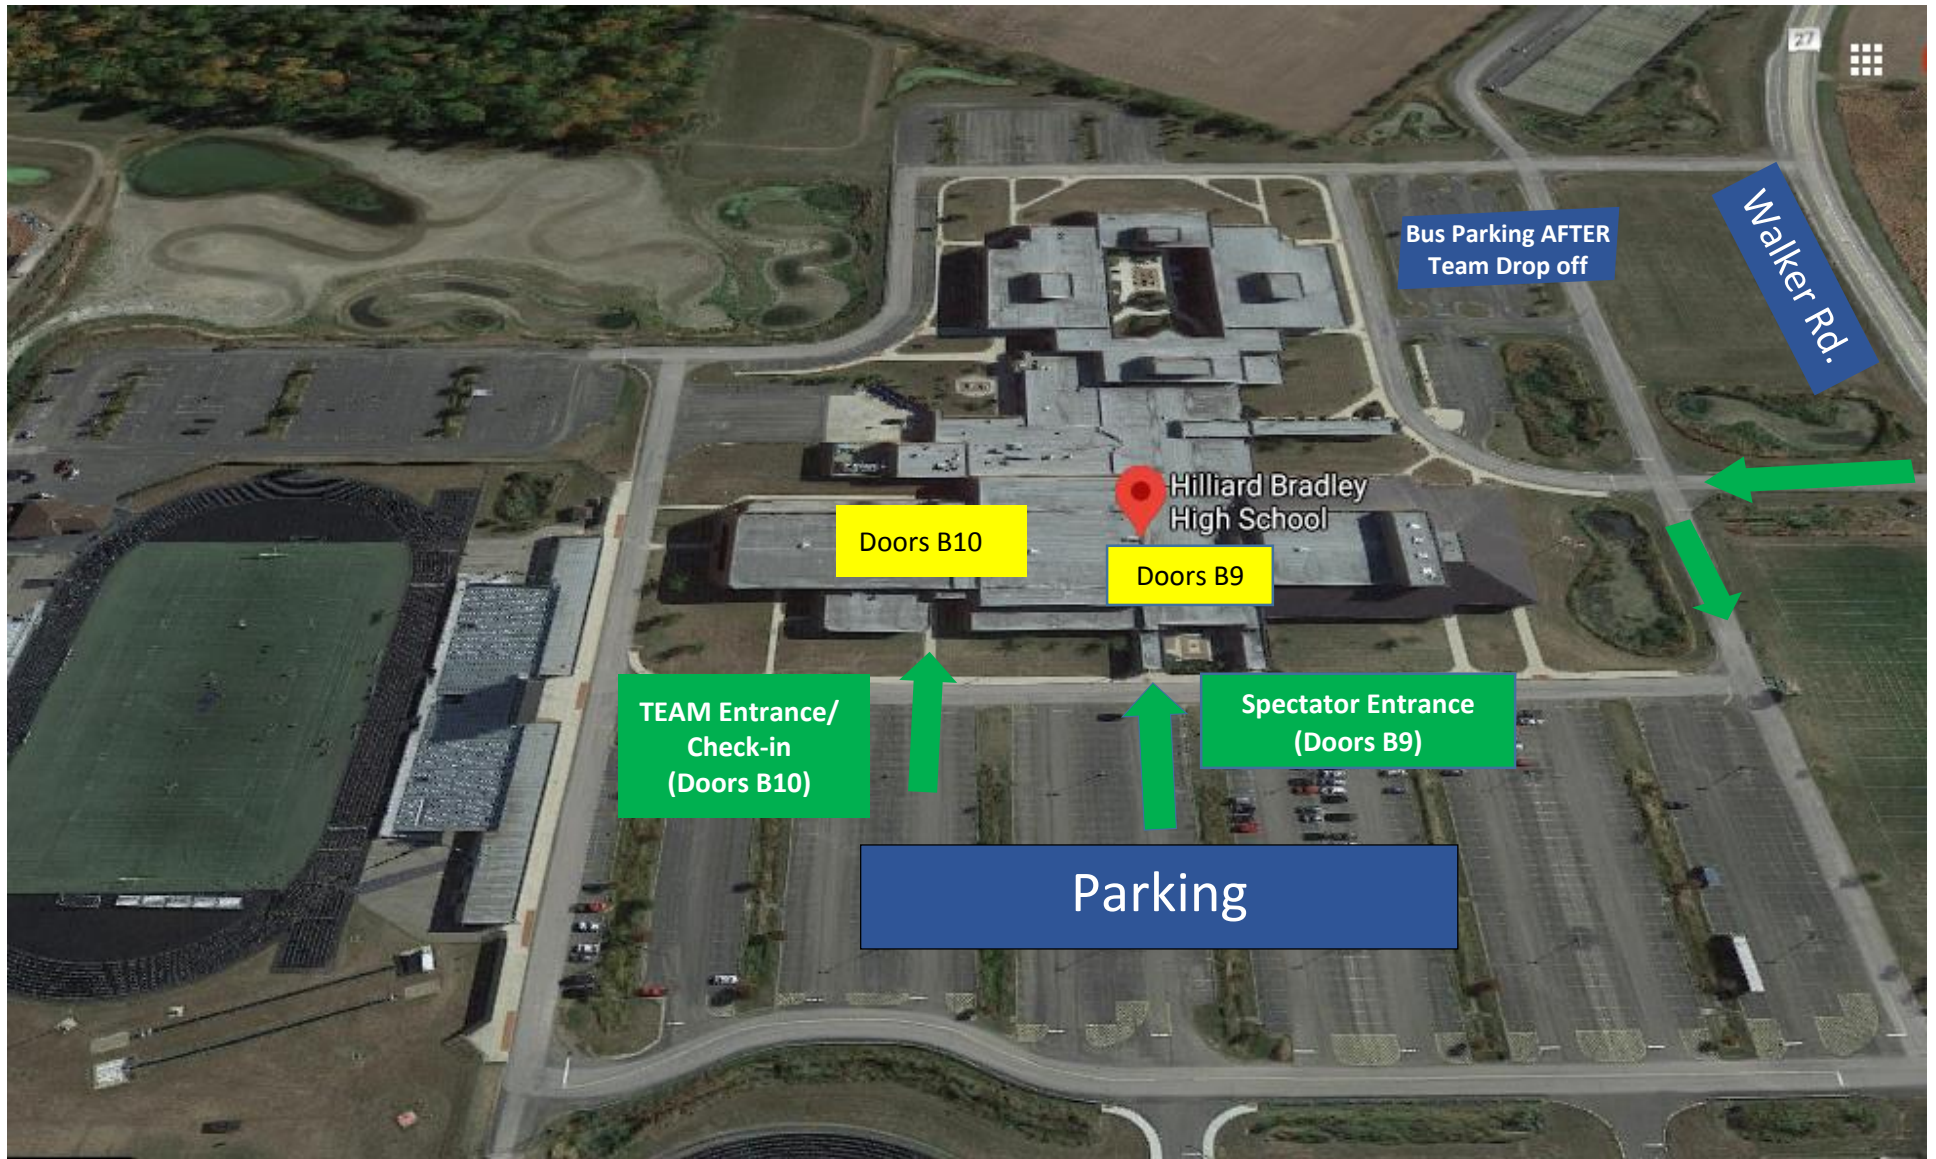 27
Walker Rd.
Bus Parking AFTER
Team Drop off
Hilliard Bradley
High School
Doors B10
Doors B9
TEAM Entrance/
Check-in
(Doors B10)
Spectator Entrance
(Doors B9)
Parking